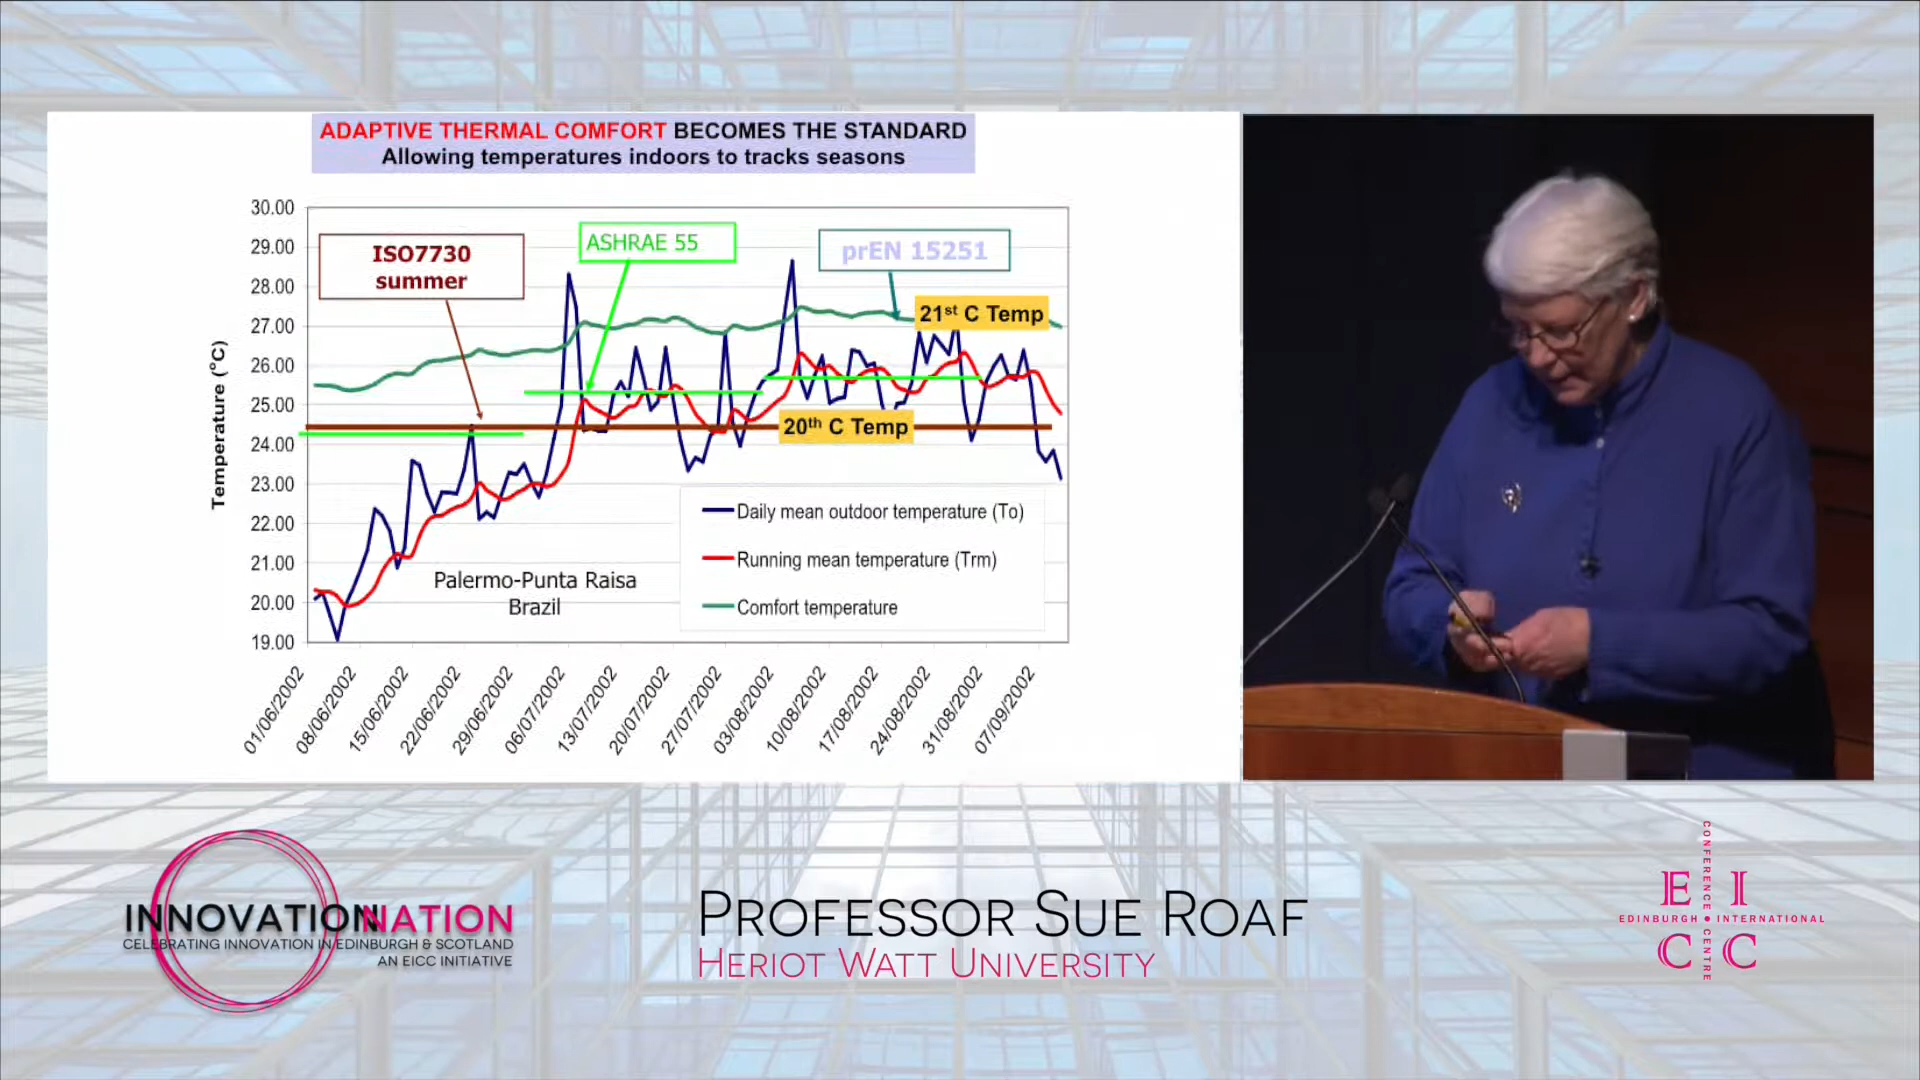 ADAPTIVE THERMAL COMFORT BECOMES THE STANDARD
Allowing temperatures indoors to tracks seasons
30.00
29.00
28.00
27.00
26.00
25.00
24.00
23.00
22.00
21.00
20.00
19.00
Temperature (°C)
ISO7730
summer
ASHRAE 55
prEN 15251
21st C Temp
20th C Temp
Daily mean outdoor temperature (To)
Running mean temperature (Trm)
Comfort temperature
Palermo-Punta Raisa
Brazil
01/06/2002
08/06/2002
15/06/2002
22/06/2002
29/06/2002
06/07/2002
13/07/2002
20/07/2002
27/07/2002
03/08/2002
10/08/2002
17/08/2002
24/08/2002
31/08/2002
07/09/2002
INNOVATIONNATION
CELEBRATING INNOVATION IN EDINBURGH & SCOTLAND
AN EICC INITIATIVE
PROFESSOR SUE ROAF
HERIOT WATT UNIVERSITY
E I
EDINBURGH • INTERNATIONAL
C C
CONFERENCE CENTRE